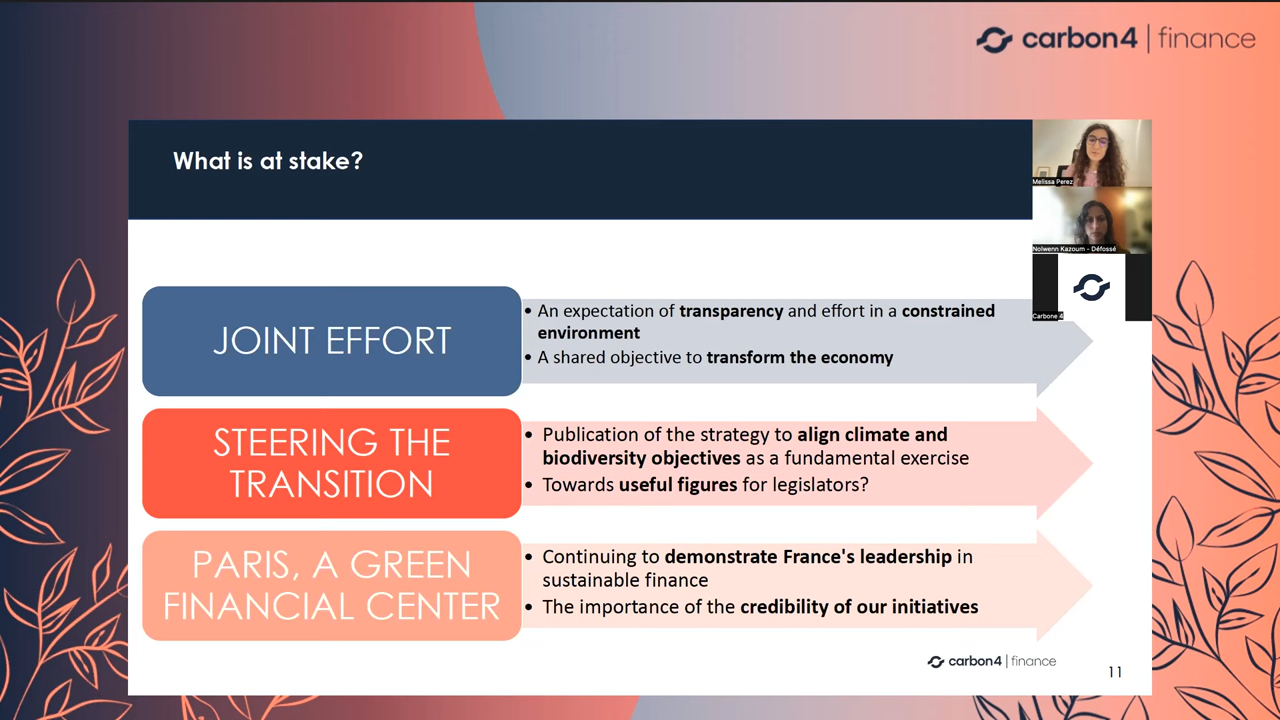 carbon4 | finance
What is at stake?
Melissa Perez
Nolwenn Kazoum - Défossé
Carbone 4
JOINT EFFORT
• An expectation of transparency and effort in a constrained
environment
• A shared objective to transform the economy
STEERING THE
TRANSITION
• Publication of the strategy to align climate and
biodiversity objectives as a fundamental exercise
• Towards useful figures for legislators?
PARIS, A GREEN
FINANCIAL CENTER
• Continuing to demonstrate France's leadership in
sustainable finance
• The importance of the credibility of our initiatives
carbon4 | finance
11